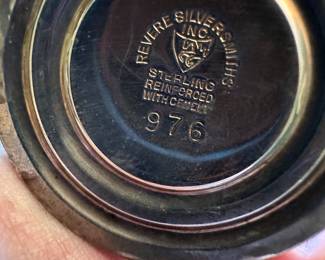 REVERE SILVERSMITHS
INC
STERLING
REINFORCED
WITH CEMENT
976